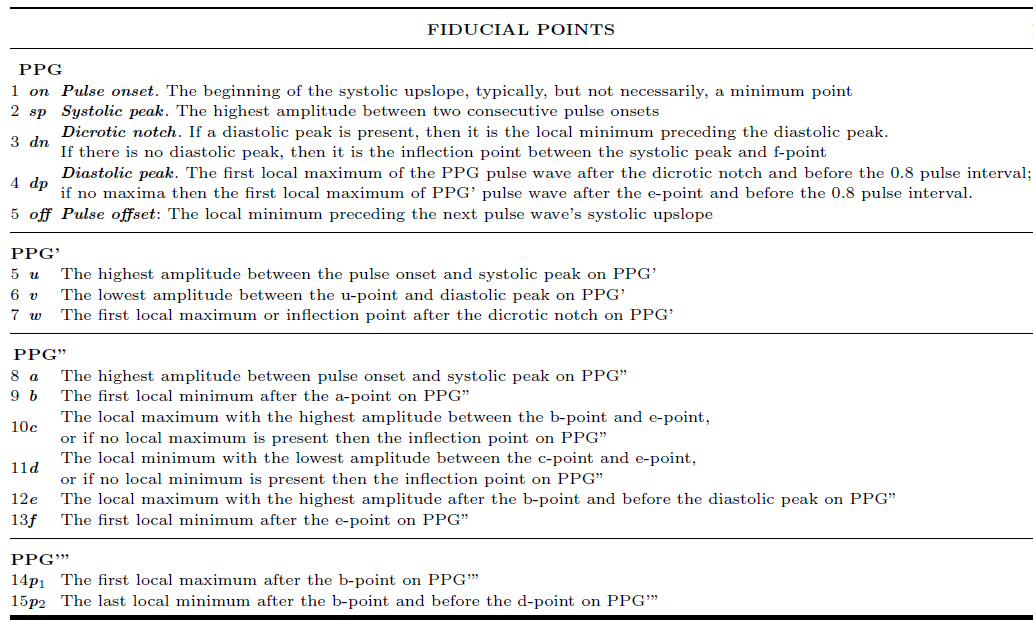 FIDUCIAL POINTS
PPG
1 on Pulse onset. The beginning of the systolic upslope, typically, but not necessarily, a minimum point
2 sp Systolic peak. The highest amplitude between two consecutive pulse onsets
3 dn Dicrotic notch. If a diastolic peak is present, then it is the local minimum preceding the diastolic peak.
If there is no diastolic peak, then it is the inflection point between the systolic peak and f-point
4 dp Diastolic peak. The first local maximum of the PPG pulse wave after the dicrotic notch and before the 0.8 pulse interval;
if no maxima then the first local maximum of PPG' pulse wave after the e-point and before the 0.8 pulse interval.
5 off Pulse offset: The local minimum preceding the next pulse wave's systolic upslope
PPG'
5 u The highest amplitude between the pulse onset and systolic peak on PPG'
6 v The lowest amplitude between the u-point and diastolic peak on PPG'
7 w The first local maximum or inflection point after the dicrotic notch on PPG'
PPG”
8 a The highest amplitude between pulse onset and systolic peak on PPG”
9 b The first local minimum after the a-point on PPG”
10c The local maximum with the highest amplitude between the b-point and e-point,
or if no local maximum is present then the inflection point on PPG”
11d The local minimum with the lowest amplitude between the c-point and e-point,
or if no local minimum is present then the inflection point on PPG”
12e The local maximum with the highest amplitude after the b-point and before the diastolic peak on PPG”
13f The first local minimum after the e-point on PPG”
PPG'”
14p₁ The first local maximum after the b-point on PPG'”
15p₂ The last local minimum after the b-point and before the d-point on PPG'”